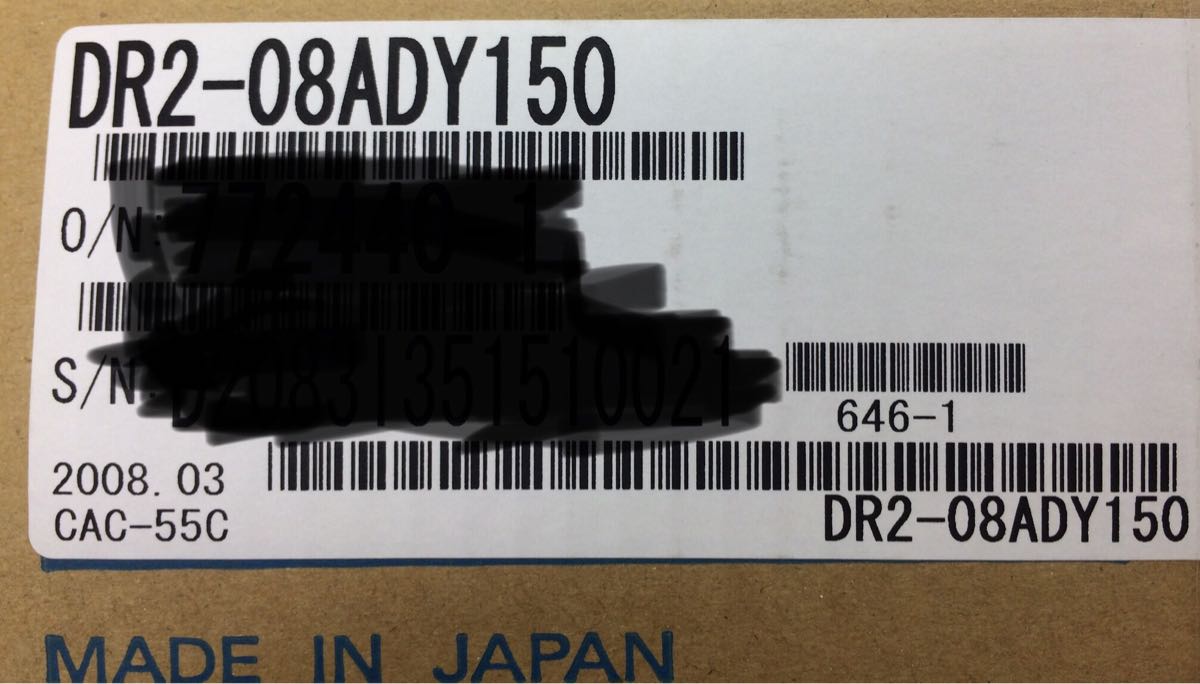 DR2-08ADY150
O/N:
S/N
646-1
2008.03
CAC-55C
DR2-08ADY150
MADE IN JAPAN